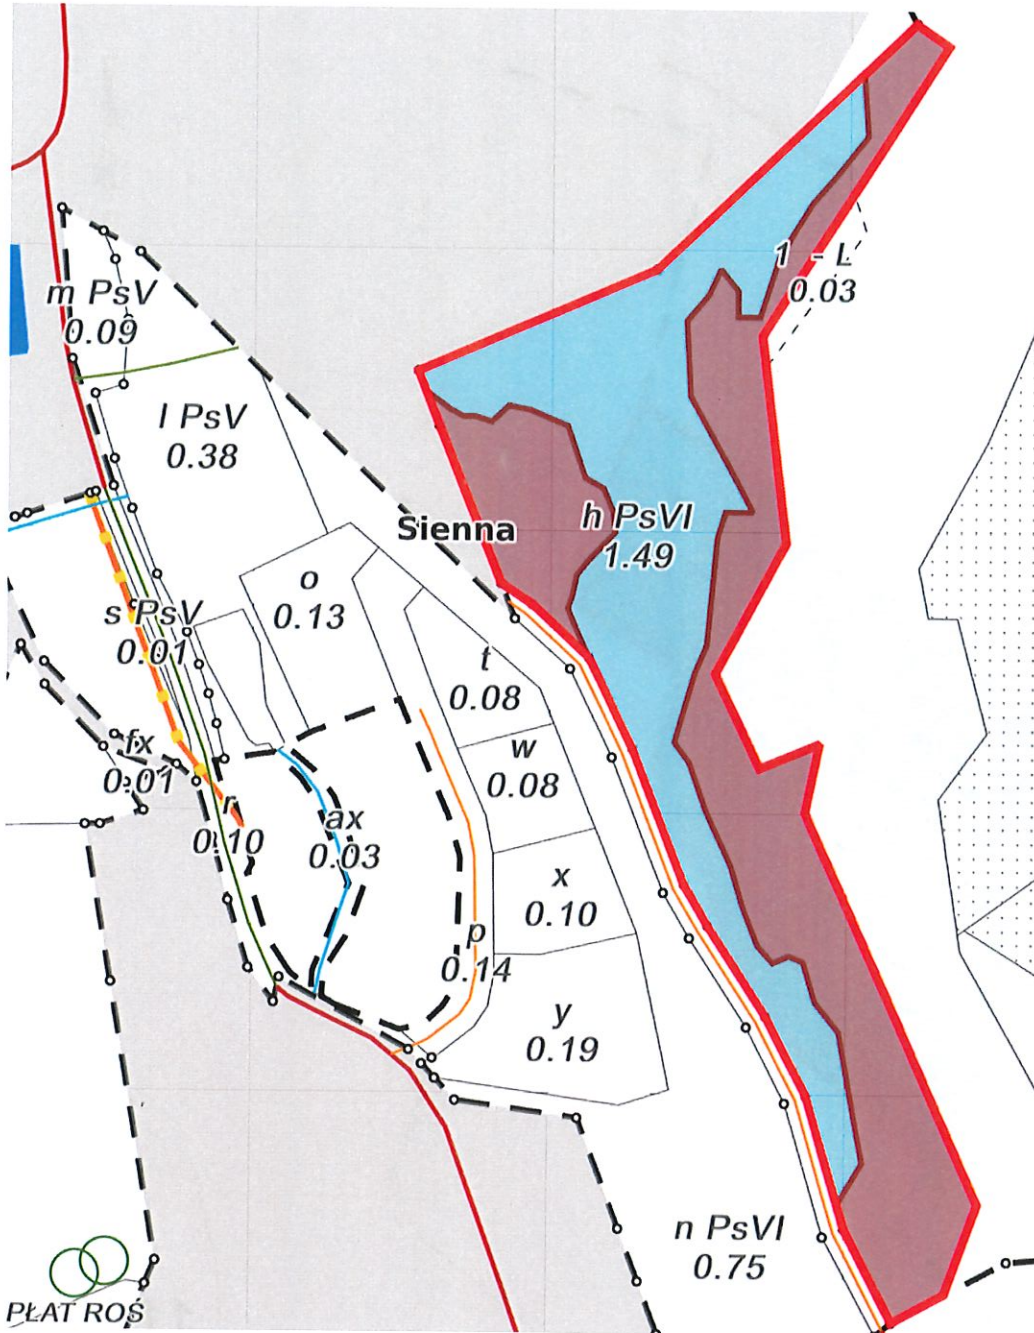 1 - L
0.03
m PsV
0.09
l PsV
0.38
Sienna
h PsVI
1.49
o
0.13
s PsV
0.01
t
0.08
fx
0.01
w
0.08
r
0.10
ax
0.03
x
0.10
p
0.14
y
0.19
n PsVI
0.75
PŁAT ROŚ